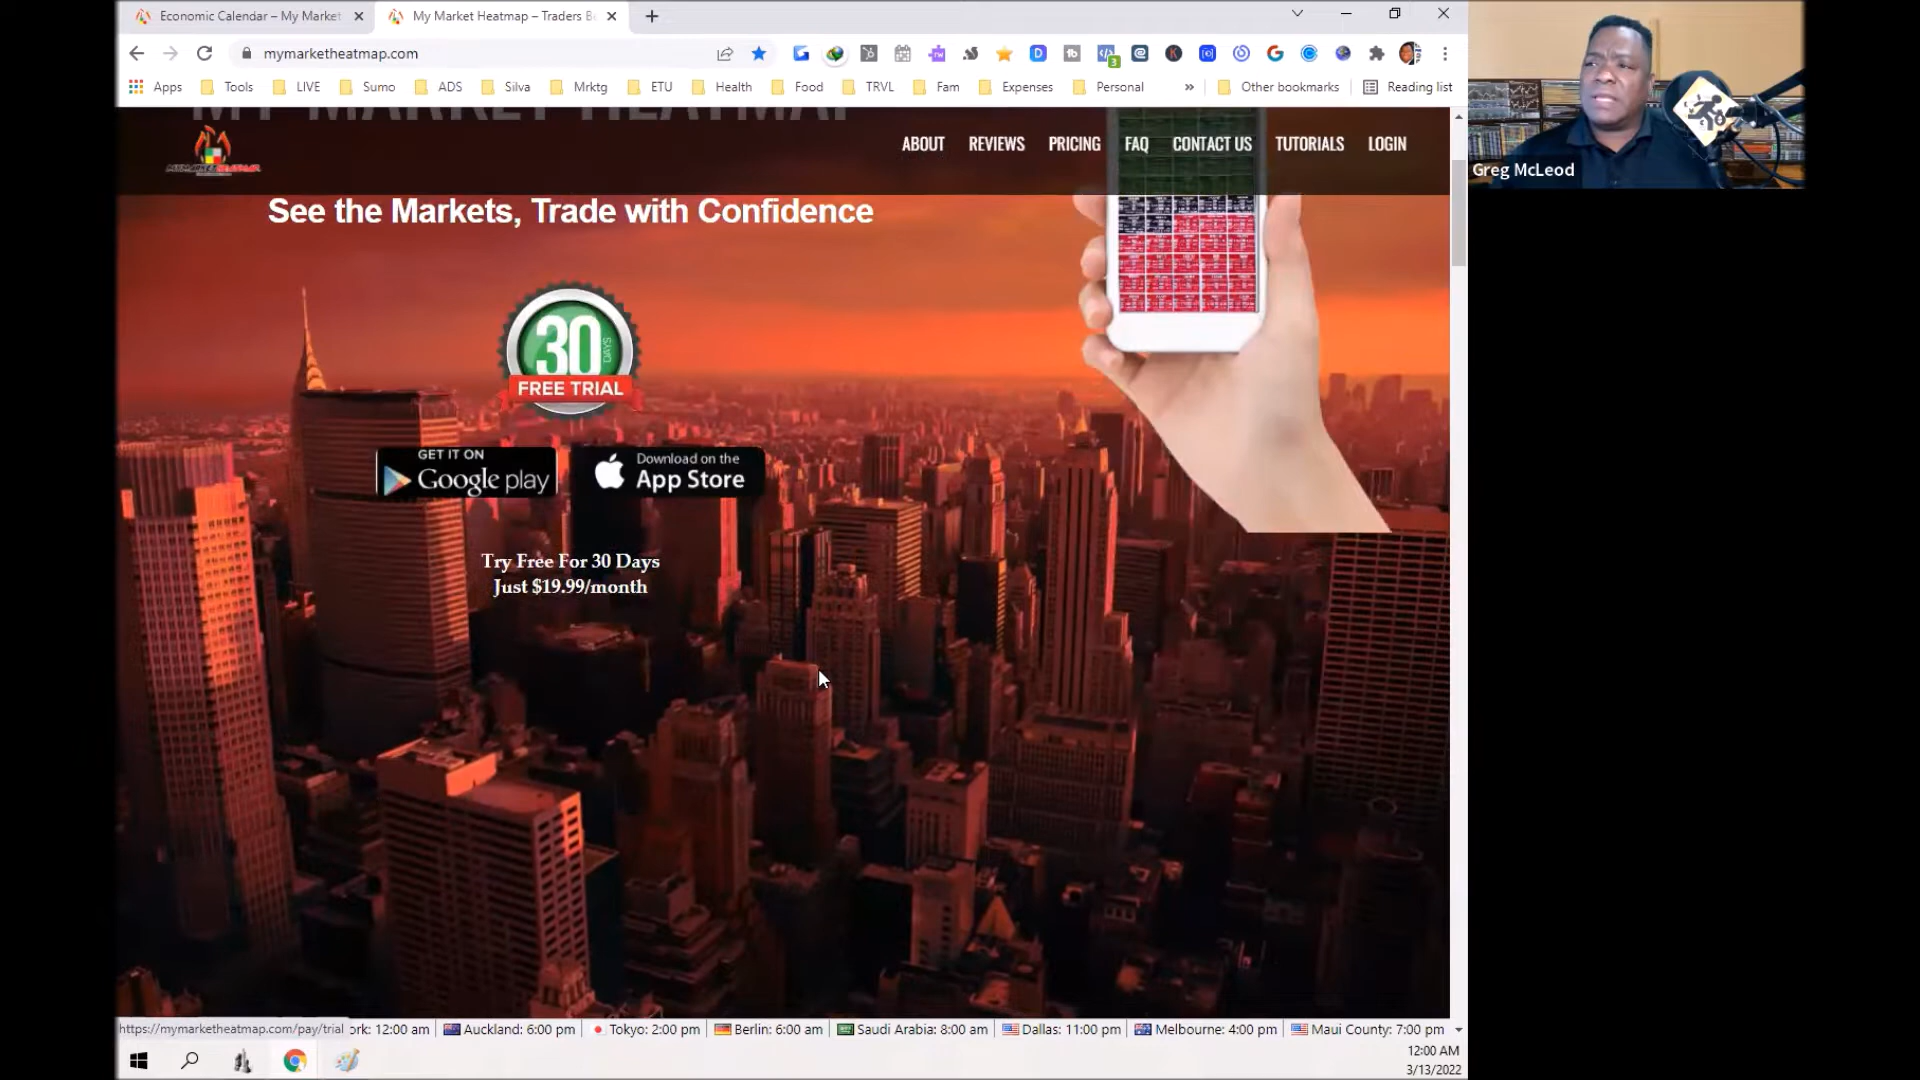 Economic Calendar – My Market
My Market Heatmap – Traders B
mymarketheatmap.com
3
Apps
Tools
LIVE
Sumo
ADS
Silva
Mrktg
ETU
Health
Food
TRVL
Fam
Expenses
Personal
»
Other bookmarks
Reading list
MY MARKET HEATMAP
MYMARKETHEATMAP
ABOUT
REVIEWS
PRICING
FAQ
CONTACT US
TUTORIALS
LOGIN
See the Markets, Trade with Confidence
30
DAYS
FREE TRIAL
GET IT ON
Google play
Download on the
App Store
Try Free For 30 Days
Just $19.99/month
Greg McLeod
https://mymarketheatmap.com/pay/trial
ork: 12:00 am
Auckland: 6:00 pm
Tokyo: 2:00 pm
Berlin: 6:00 am
Saudi Arabia: 8:00 am
Dallas: 11:00 pm
Melbourne: 4:00 pm
Maui County: 7:00 pm
12:00 AM
3/13/2022